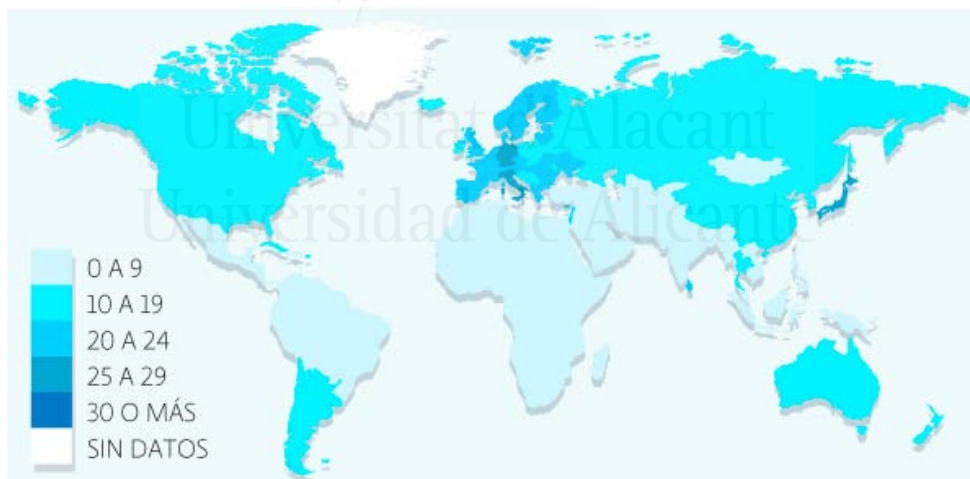 Universitat d'Alacant
Universidad de Alicante
0 A 9
10 A 19
20 A 24
25 A 29
30 O MÁS
SIN DATOS